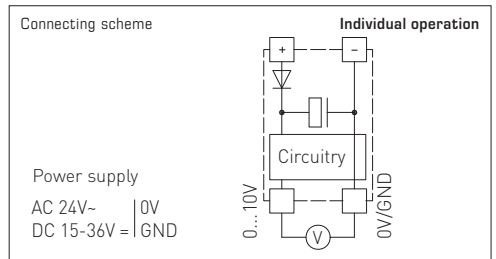 Connecting scheme
Individual operation
+
−
Circuitry
Power supply
AC 24V~ | 0V
DC 15-36V = | GND
0...10V
0V/GND
V